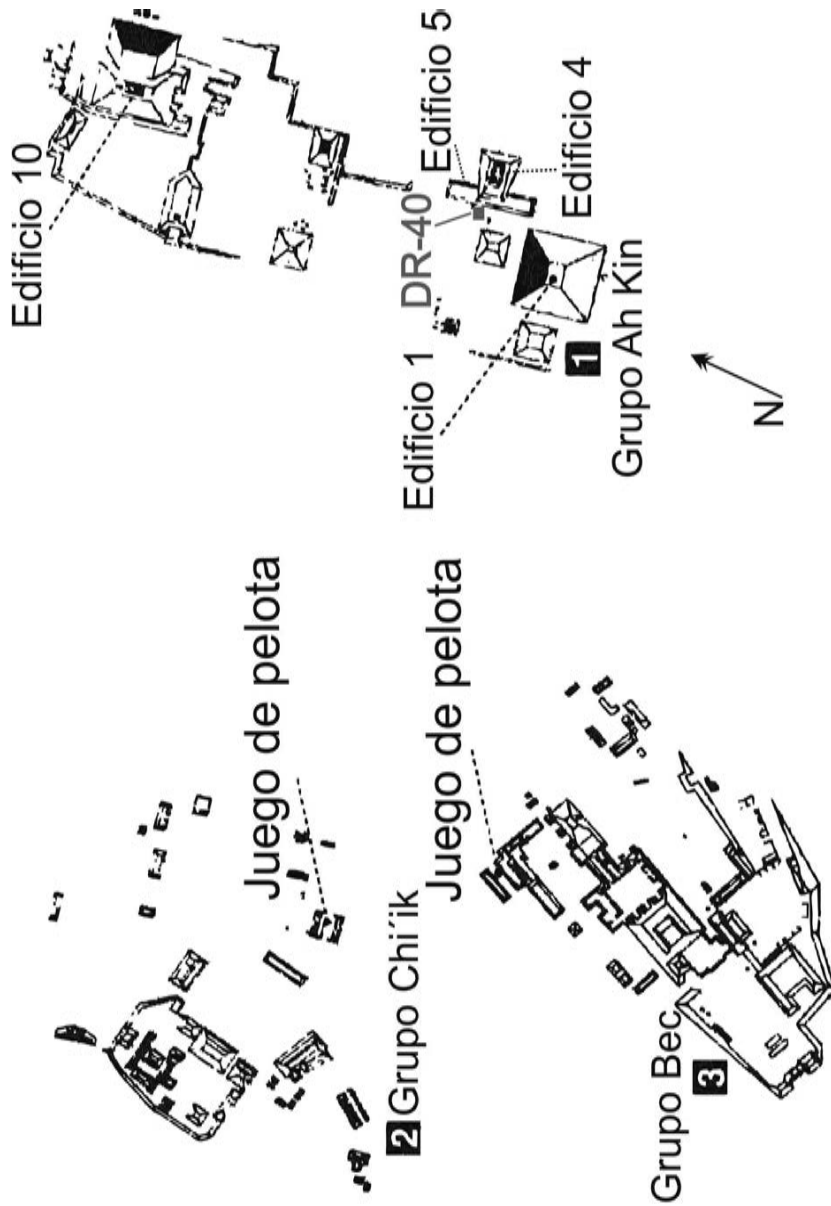 Edificio 10
Juego de pelota
2 Grupo Chi´ik
Edificio 1
DR-40
Edificio 5
Juego de pelota
Edificio 4
1
Grupo Ah Kin
Grupo Bec
3
N